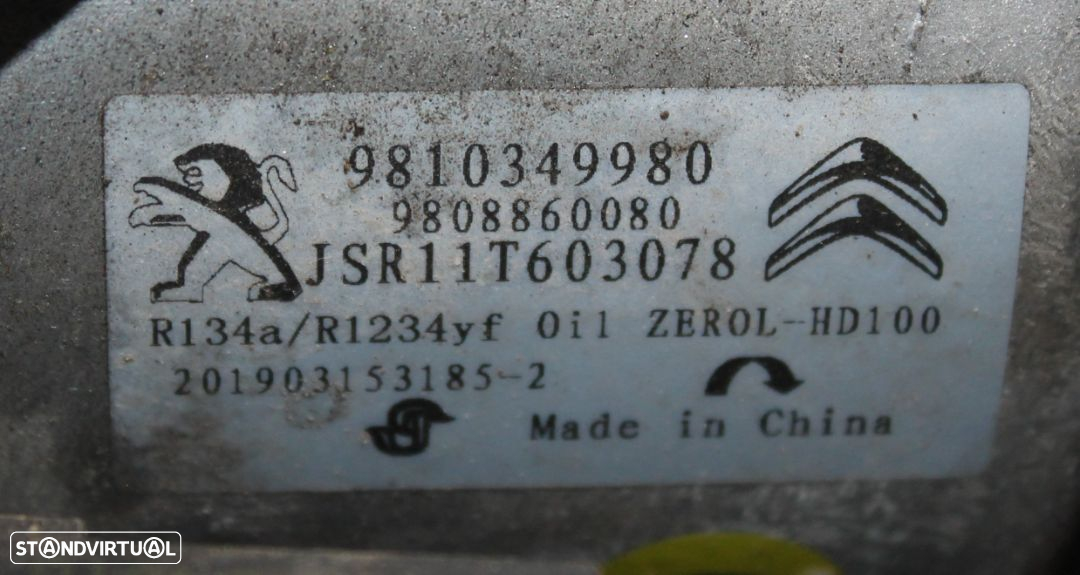 9810349980
9808860080
JSR11T603078
R134a/R1234yf Oil ZEROL-HD100
201903153185-2
Made in China
STANDVIRTUAL